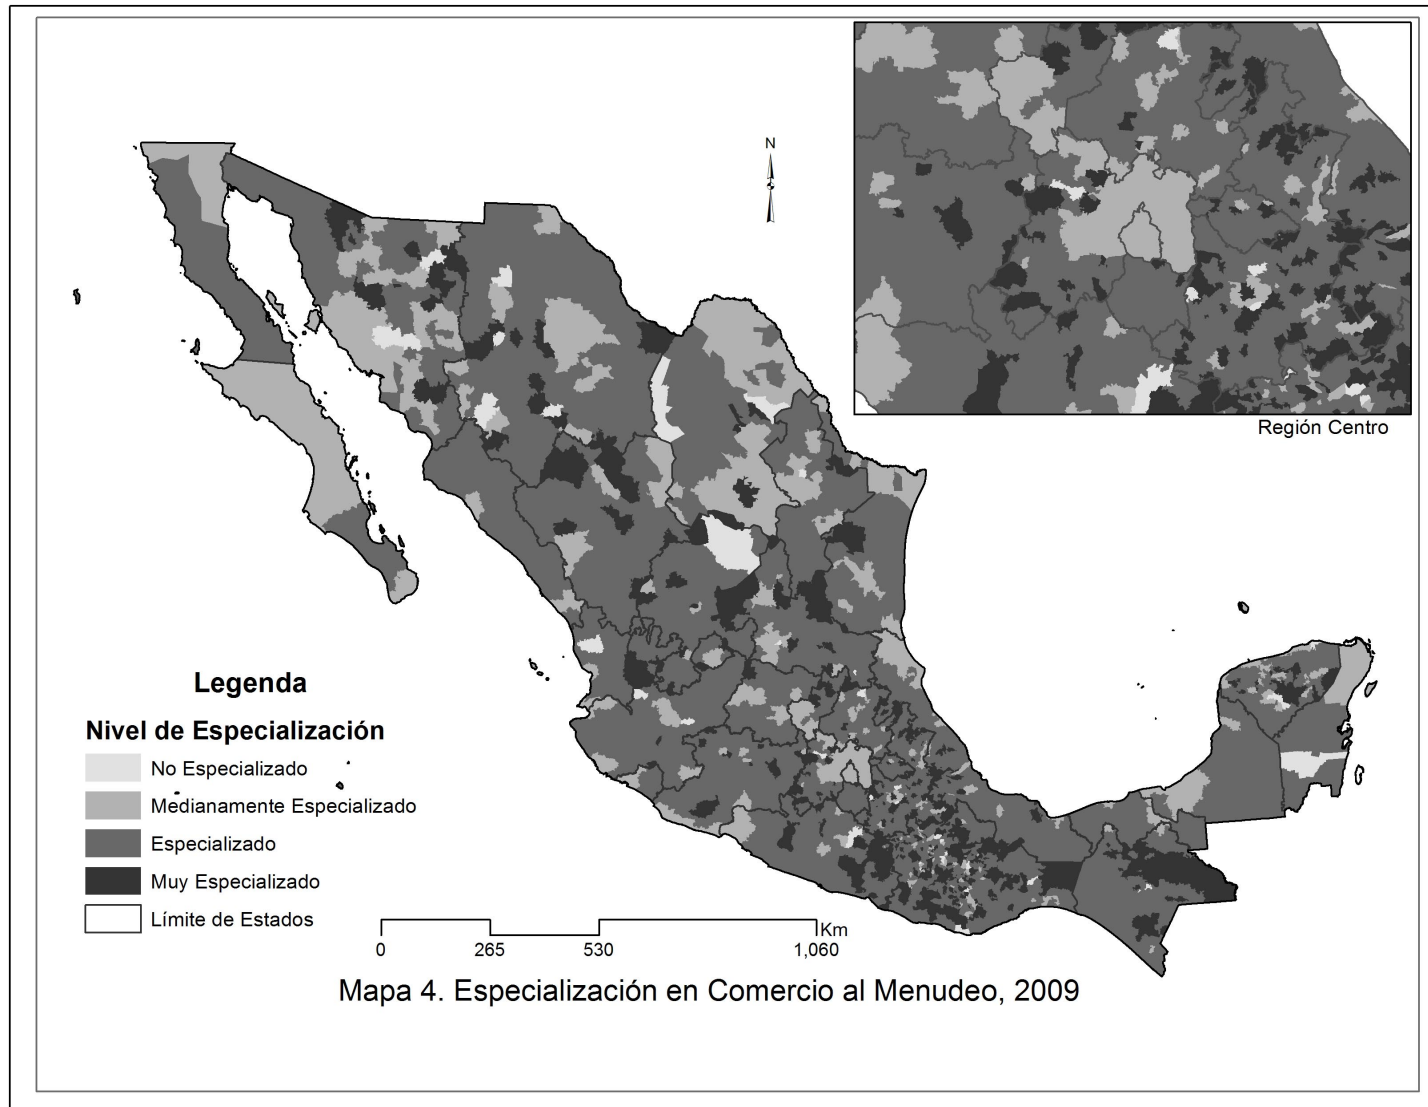 N
Región Centro
Legenda
Nivel de Especialización
No Especializado
Medianamente Especializado
Especializado
Muy Especializado
Límite de Estados
Km
0 265 530 1,060
Mapa 4. Especialización en Comercio al Menudeo, 2009